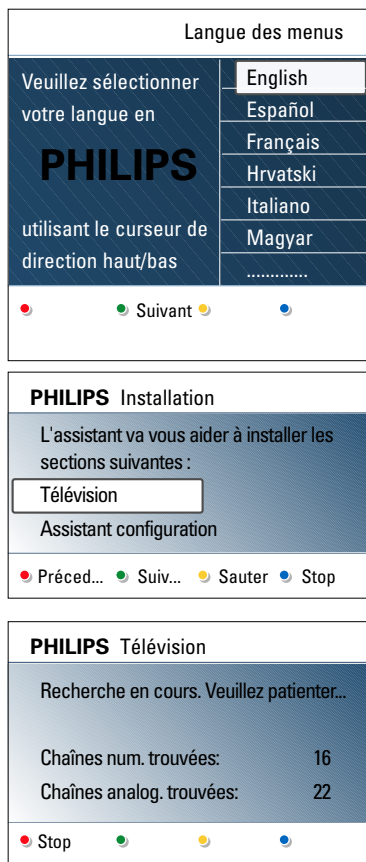 Langue des menus
Veuillez sélectionner
votre langue en
PHILIPS
utilisant le curseur de
direction haut/bas
English
Español
Français
Hrvatski
Italiano
Magyar
.............
Suivant
PHILIPS Installation
L'assistant va vous aider à installer les
sections suivantes :
Télévision
Assistant configuration
Précéd... Suiv... Sauter Stop
PHILIPS Télévision
Recherche en cours. Veuillez patienter...
Chaînes num. trouvées: 16
Chaînes analog. trouvées: 22
Stop